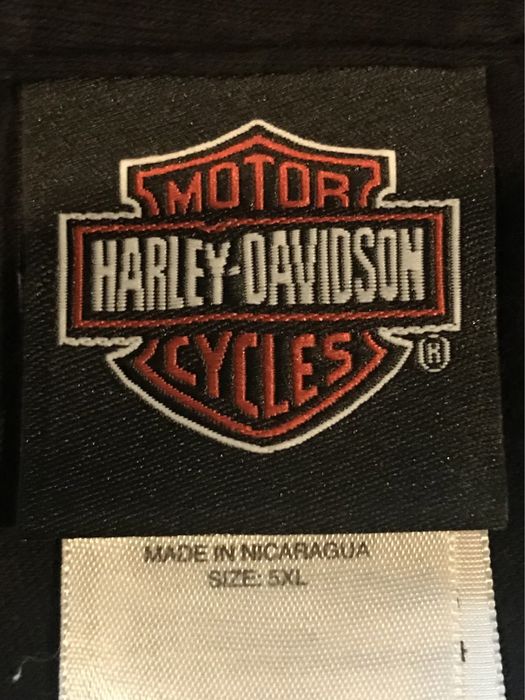 MOTOR
HARLEY-DAVIDSON
CYCLES
®
MADE IN NICARAGUA
SIZE: 5XL